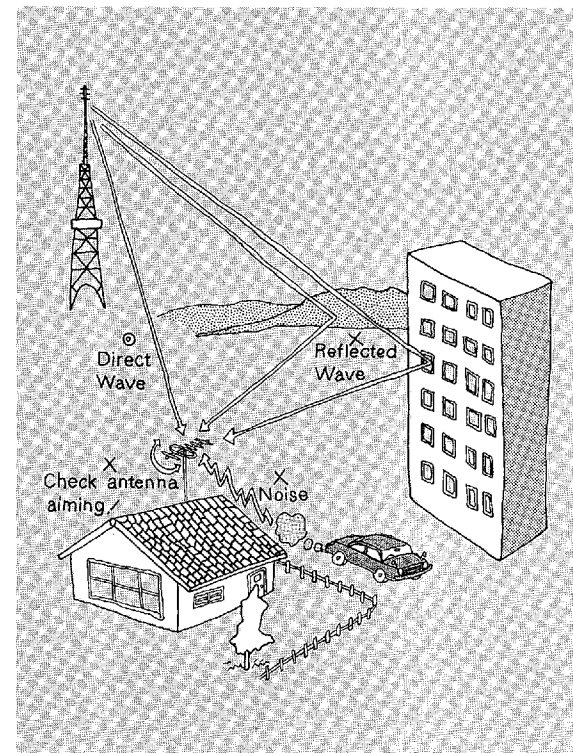 Direct
Wave
Reflected
Wave
Check antenna
aiming!
Noise